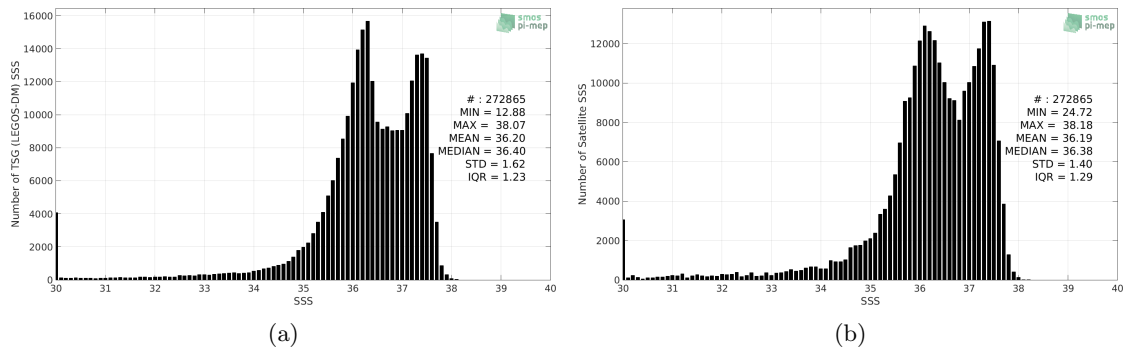 smos
pi-mep
Number of TSG (LEGOS-DM) SSS
16000
14000
12000
10000
8000
6000
4000
2000
0
# : 272865
MIN = 12.88
MAX = 38.07
MEAN = 36.20
MEDIAN = 36.40
STD = 1.62
IQR = 1.23
30 31 32 33 34 35 36 37 38 39 40
SSS
(a)
smos
pi-mep
Number of Satellite SSS
12000
10000
8000
6000
4000
2000
0
# : 272865
MIN = 24.72
MAX = 38.18
MEAN = 36.19
MEDIAN = 36.38
STD = 1.40
IQR = 1.29
30 31 32 33 34 35 36 37 38 39 40
SSS
(b)